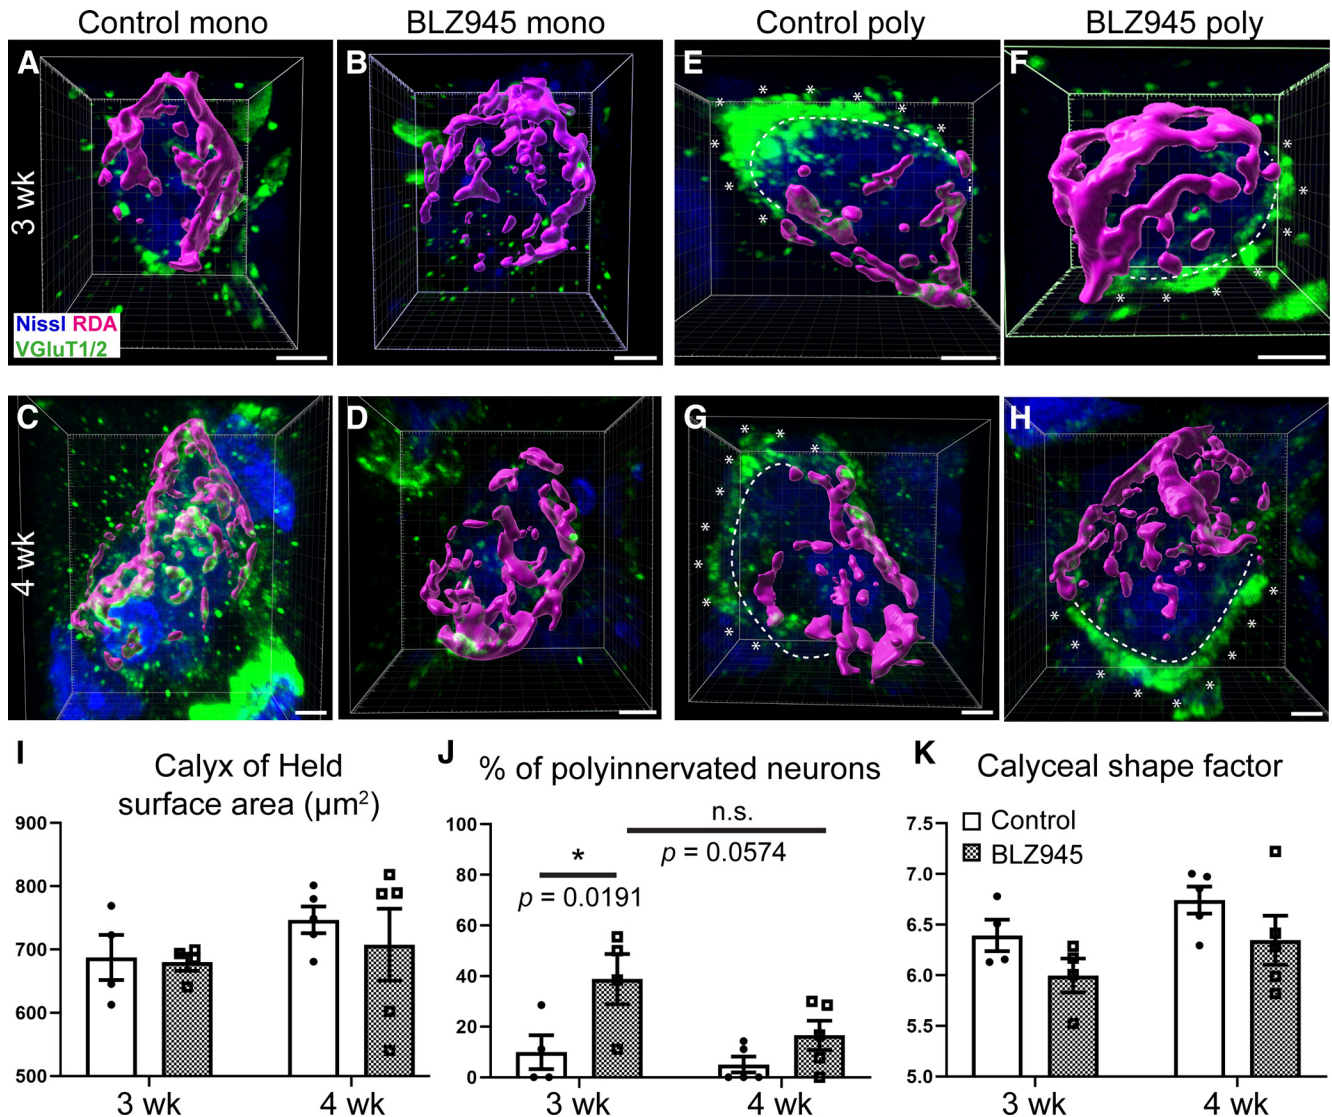 Control mono
BLZ945 mono
Control poly
BLZ945 poly
A
B
E
F
3 wk
Nissl RDA
VGluT1/2
C
D
G
H
4 wk
* * * * * * * * *
* * * * * * *
* * * * * * * *
* * * * * * * *
I
Calyx of Held
surface area (µm²)
900
800
700
600
500
3 wk
4 wk
J
% of polyinnervated neurons
n.s.
p = 0.0574
*
p = 0.0191
100
80
60
40
20
0
3 wk
4 wk
K
Calyceal shape factor
Control
BLZ945
7.5
7.0
6.5
6.0
5.5
5.0
3 wk
4 wk